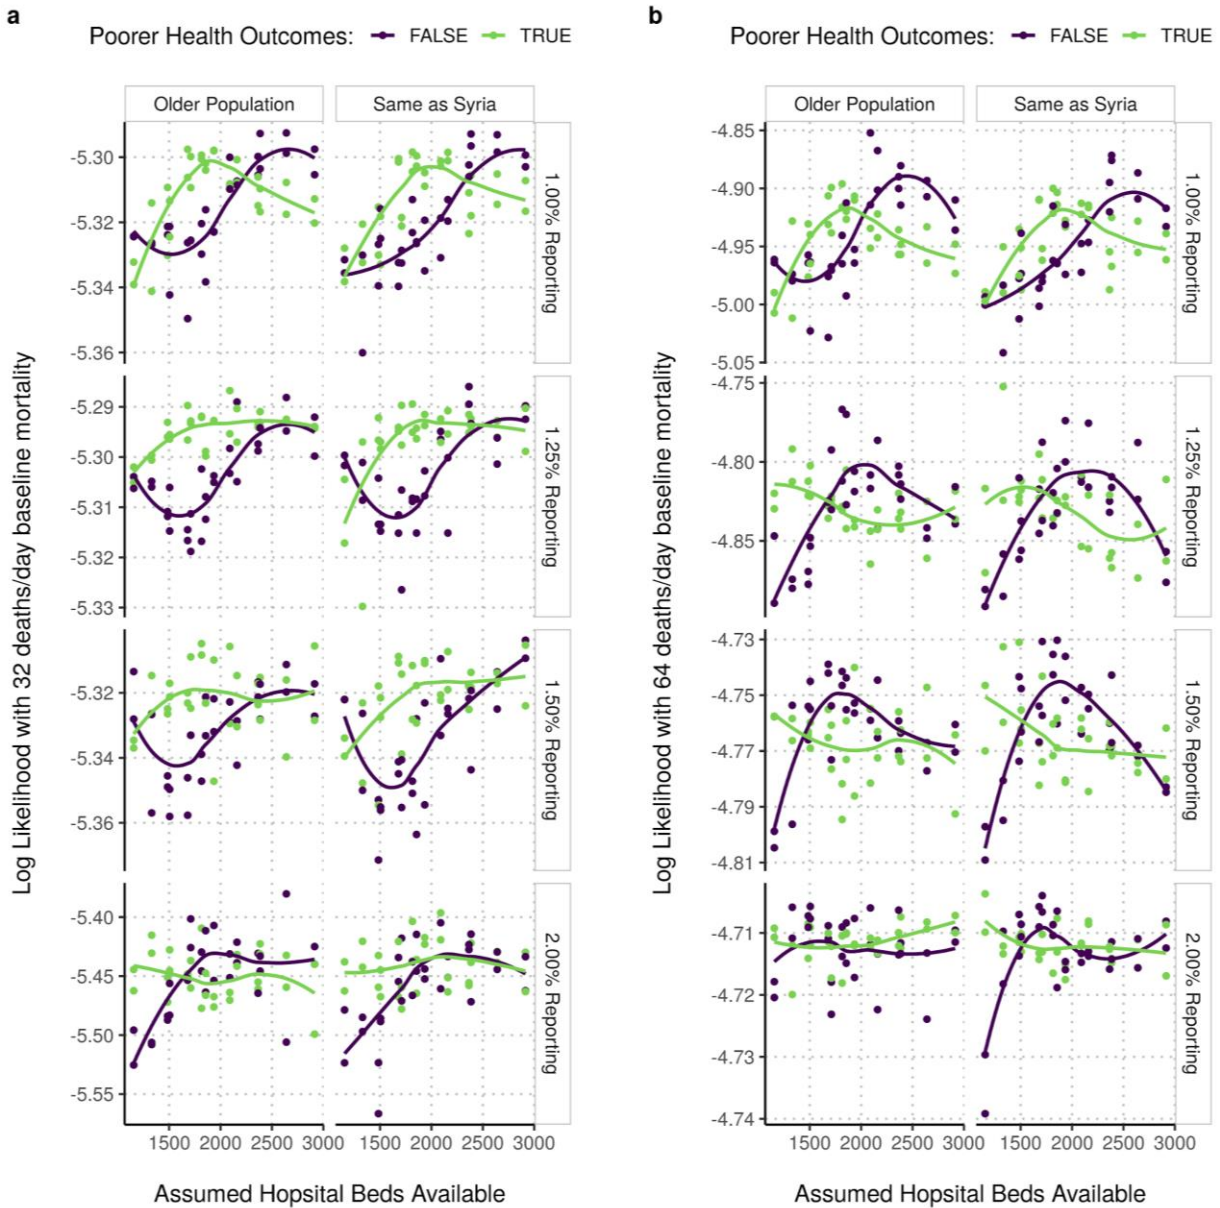 a
Poorer Health Outcomes: FALSE TRUE
Older Population Same as Syria
Log Likelihood with 32 deaths/day baseline mortality
-5.30
-5.32
-5.34
-5.36
1.00% Reporting
-5.29
-5.30
-5.31
-5.32
-5.33
1.25% Reporting
-5.32
-5.34
-5.36
1.50% Reporting
-5.40
-5.45
-5.50
-5.55
2.00% Reporting
1500 2000 2500 3000 1500 2000 2500 3000
Assumed Hopsital Beds Available
b
Poorer Health Outcomes: FALSE TRUE
Older Population Same as Syria
Log Likelihood with 64 deaths/day baseline mortality
-4.85
-4.90
-4.95
-5.00
-5.05
1.00% Reporting
-4.75
-4.80
-4.85
1.25% Reporting
-4.73
-4.75
-4.77
-4.79
-4.81
1.50% Reporting
-4.71
-4.72
-4.73
-4.74
2.00% Reporting
1500 2000 2500 3000 1500 2000 2500 3000
Assumed Hopsital Beds Available